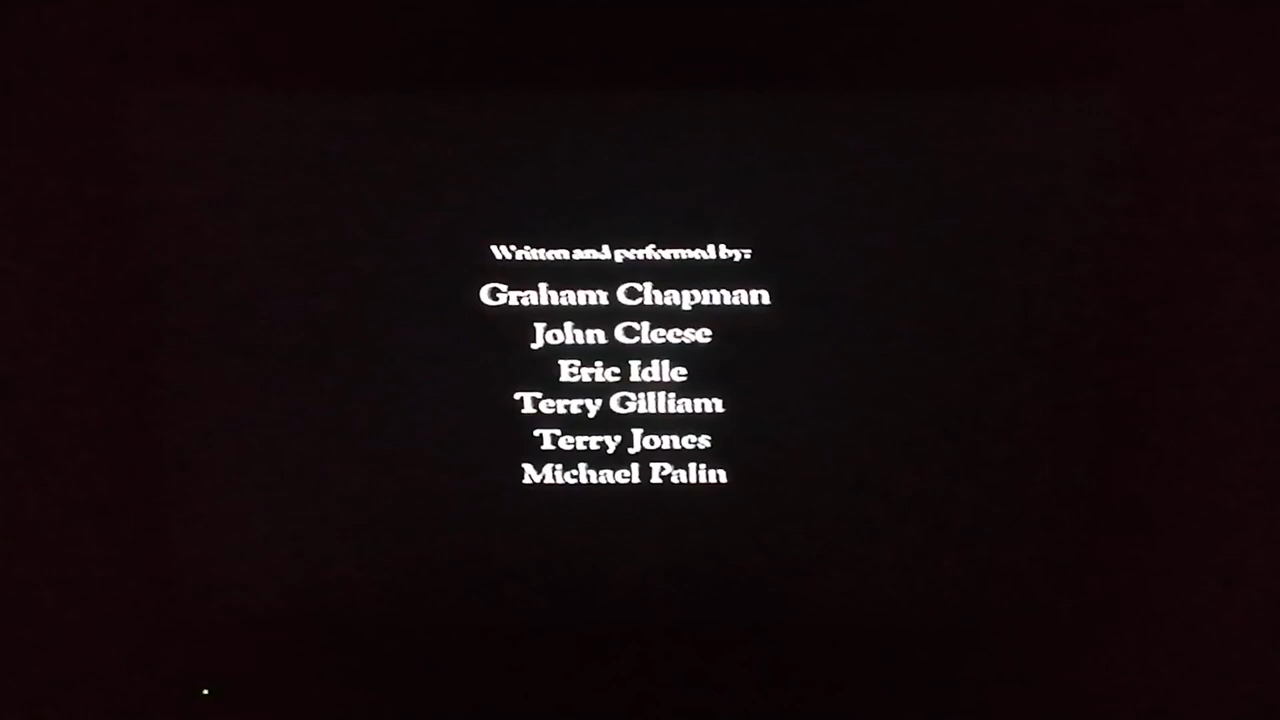 Written and performed by:
Graham Chapman
John Cleese
Eric Idle
Terry Gilliam
Terry Jones
Michael Palin